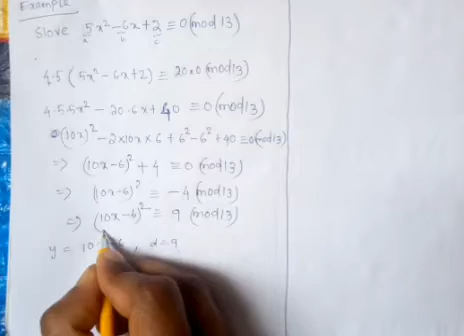 Example
Slove 5x² - 6x + 2 ≡ 0 (mod 13)
a b c
4.5 (5x² - 6x + 2) ≡ 20×0 (mod 13)
4.5.5x² - 20.6x + 40 ≡ 0 (mod 13)
(10x)² - 2×10x × 6 + 6² - 6² + 40 ≡ 0 (mod 13)
⇒ (10x-6)² + 4 ≡ 0 (mod 13)
⇒ (10x-6)² ≡ -4 (mod 13)
⇒ (10x-6)² ≡ 9 (mod 13)
y = 10 6, d = 9